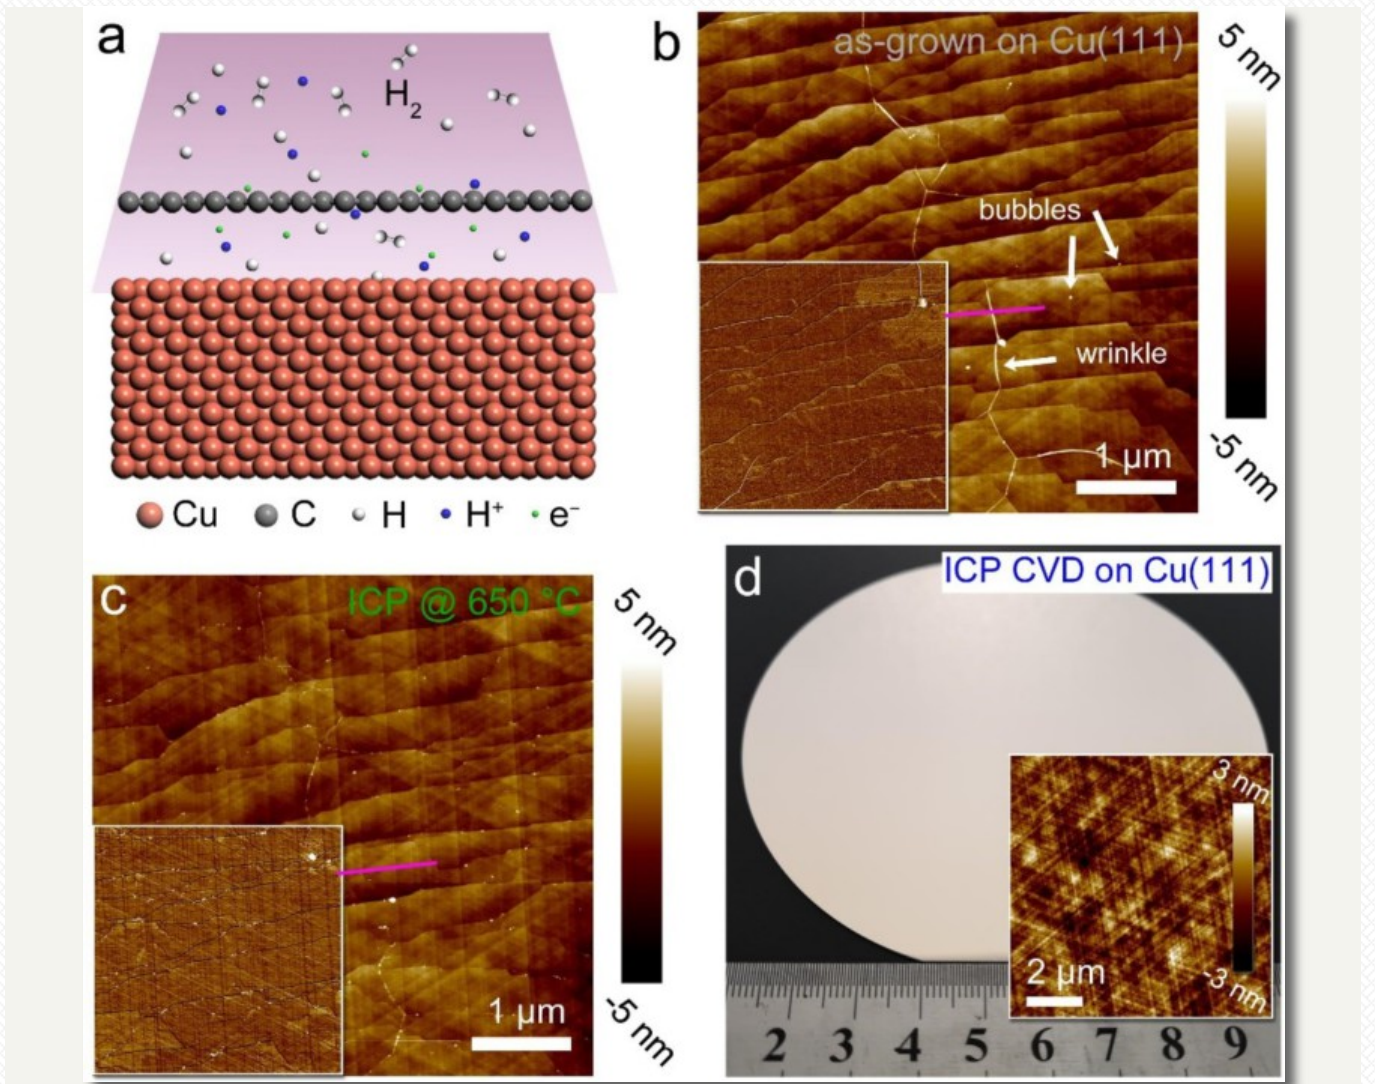 a
H2
Cu C H H+ e−
b
as-grown on Cu(111)
bubbles
wrinkle
1 μm
5 nm
-5 nm
c
ICP @ 650 °C
1 μm
5 nm
-5 nm
d
ICP CVD on Cu(111)
3 nm
-3 nm
2 μm
2 3 4 5 6 7 8 9